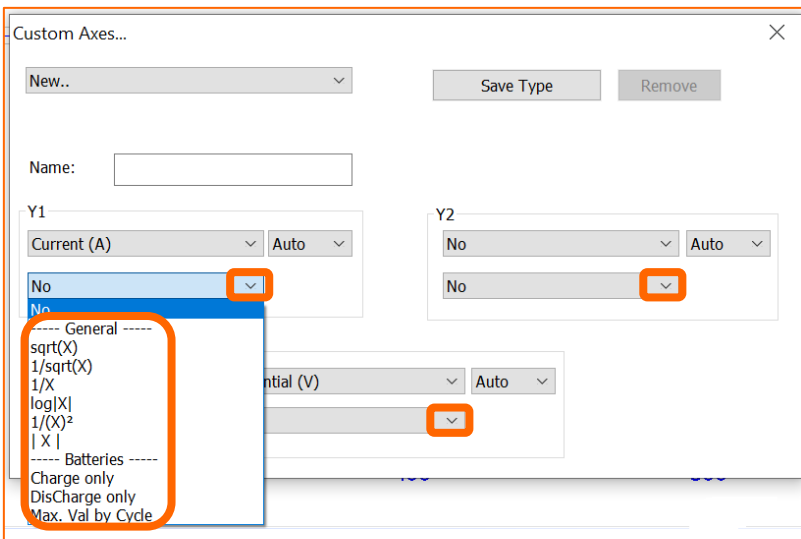 Custom Axes...
New..
Save Type
Remove
Name:
Y1
Current (A)
Auto
No
Y2
No
Auto
No
No
----- General -----
sqrt(X)
1/sqrt(X)
1/X
log|X|
1/(X)²
| X |
----- Batteries -----
Charge only
DisCharge only
Max. Val by Cycle
(V)
Auto